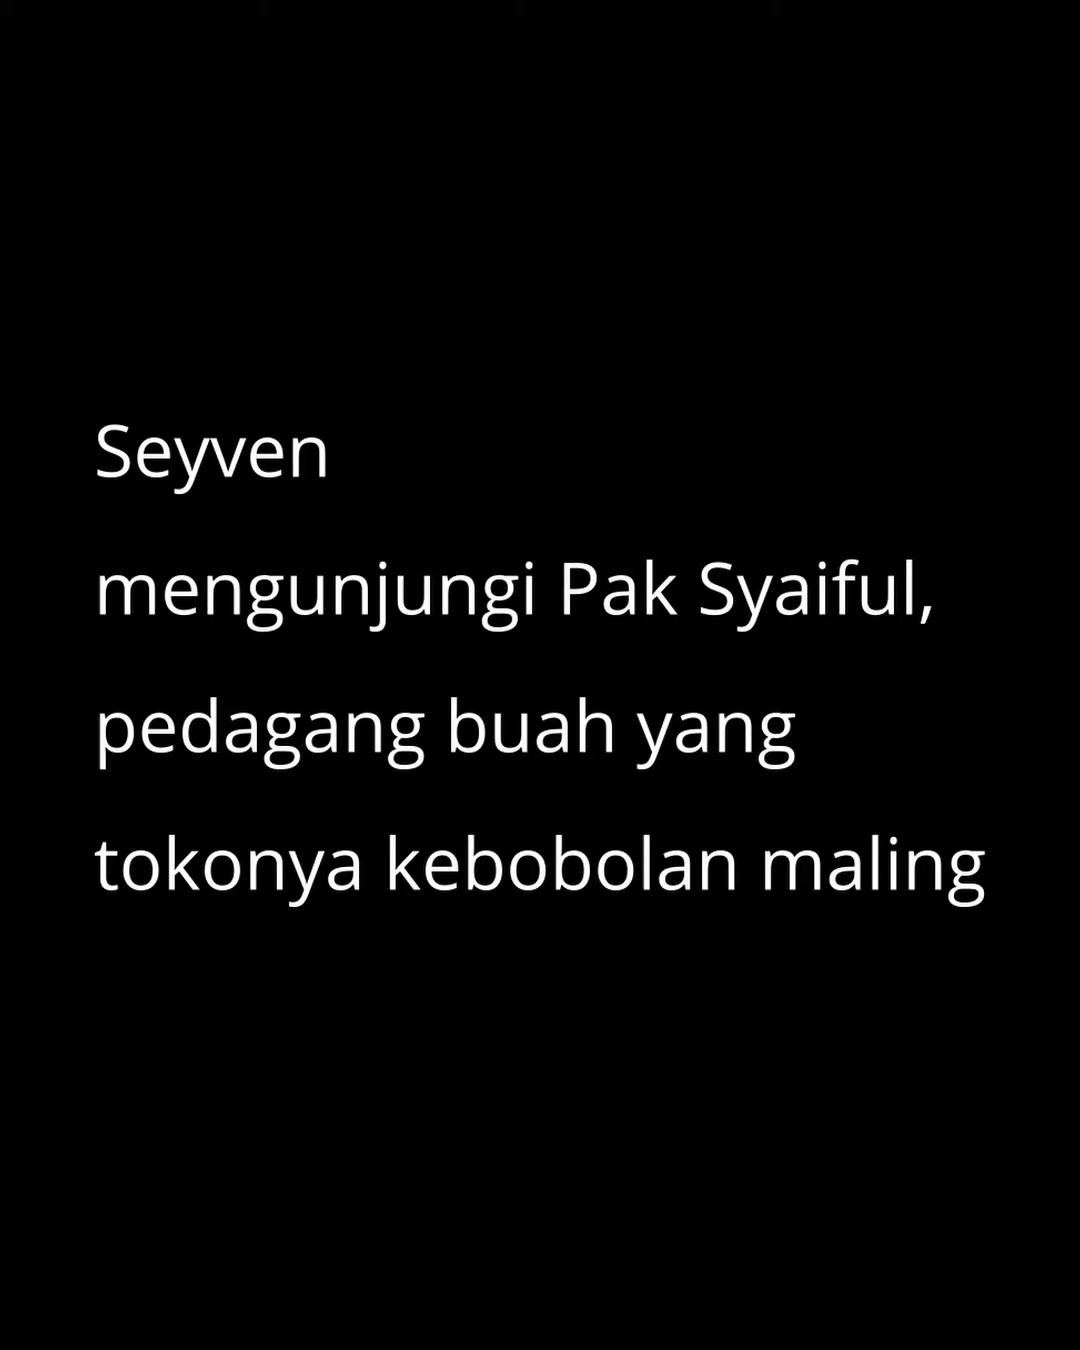 Seyven
mengunjungi Pak Syaiful,
pedagang buah yang
tokonya kebobolan maling